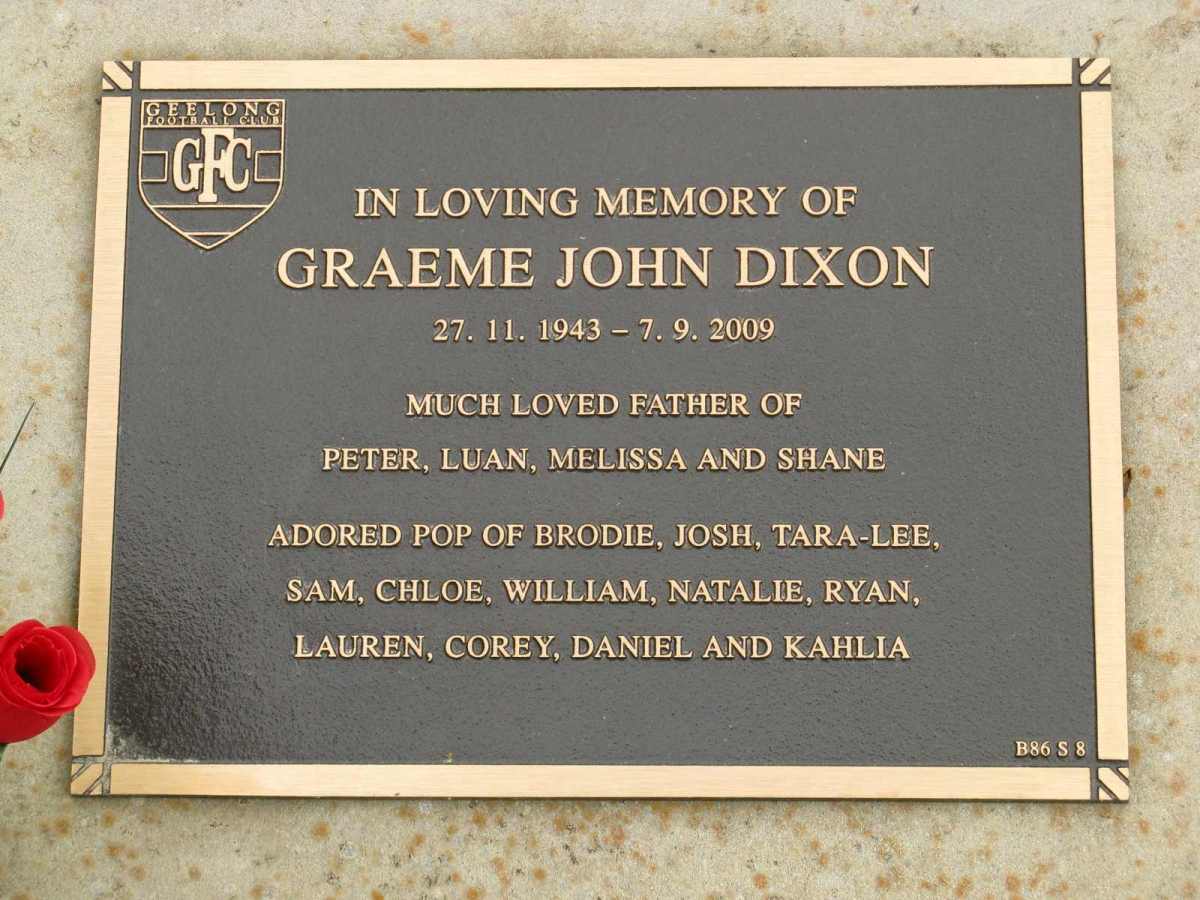 GEELONG
FOOTBALL CLUB
GFC
IN LOVING MEMORY OF
GRAEME JOHN DIXON
27. 11. 1943 – 7. 9. 2009
MUCH LOVED FATHER OF
PETER, LUAN, MELISSA AND SHANE
ADORED POP OF BRODIE, JOSH, TARA-LEE,
SAM, CHLOE, WILLIAM, NATALIE, RYAN,
LAUREN, COREY, DANIEL AND KAHLIA
B86 S 8